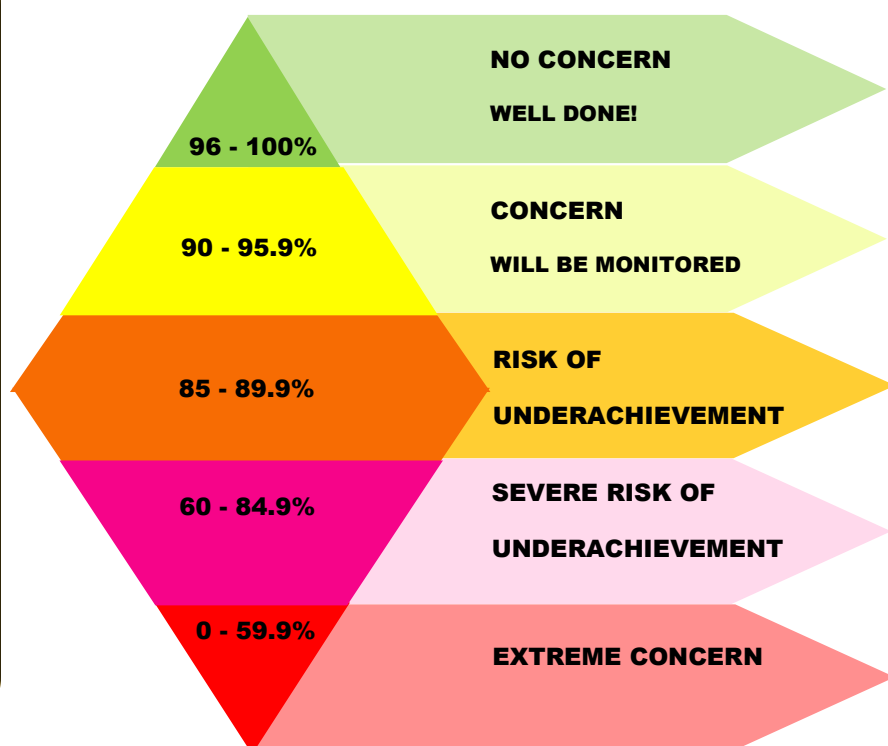 NO CONCERN
WELL DONE!
96 - 100%
CONCERN
90 - 95.9%
WILL BE MONITORED
RISK OF
85 - 89.9%
UNDERACHIEVEMENT
SEVERE RISK OF
60 - 84.9%
UNDERACHIEVEMENT
0 - 59.9%
EXTREME CONCERN